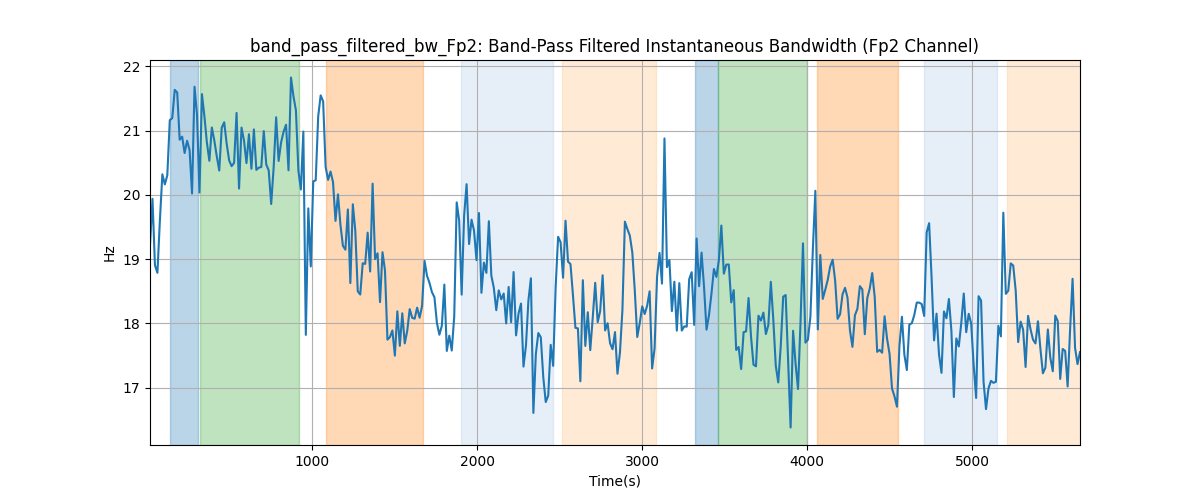 band_pass_filtered_bw_Fp2: Band-Pass Filtered Instantaneous Bandwidth (Fp2 Channel)
22
21
20
19
18
17
Hz
1000 2000 3000 4000 5000
Time(s)